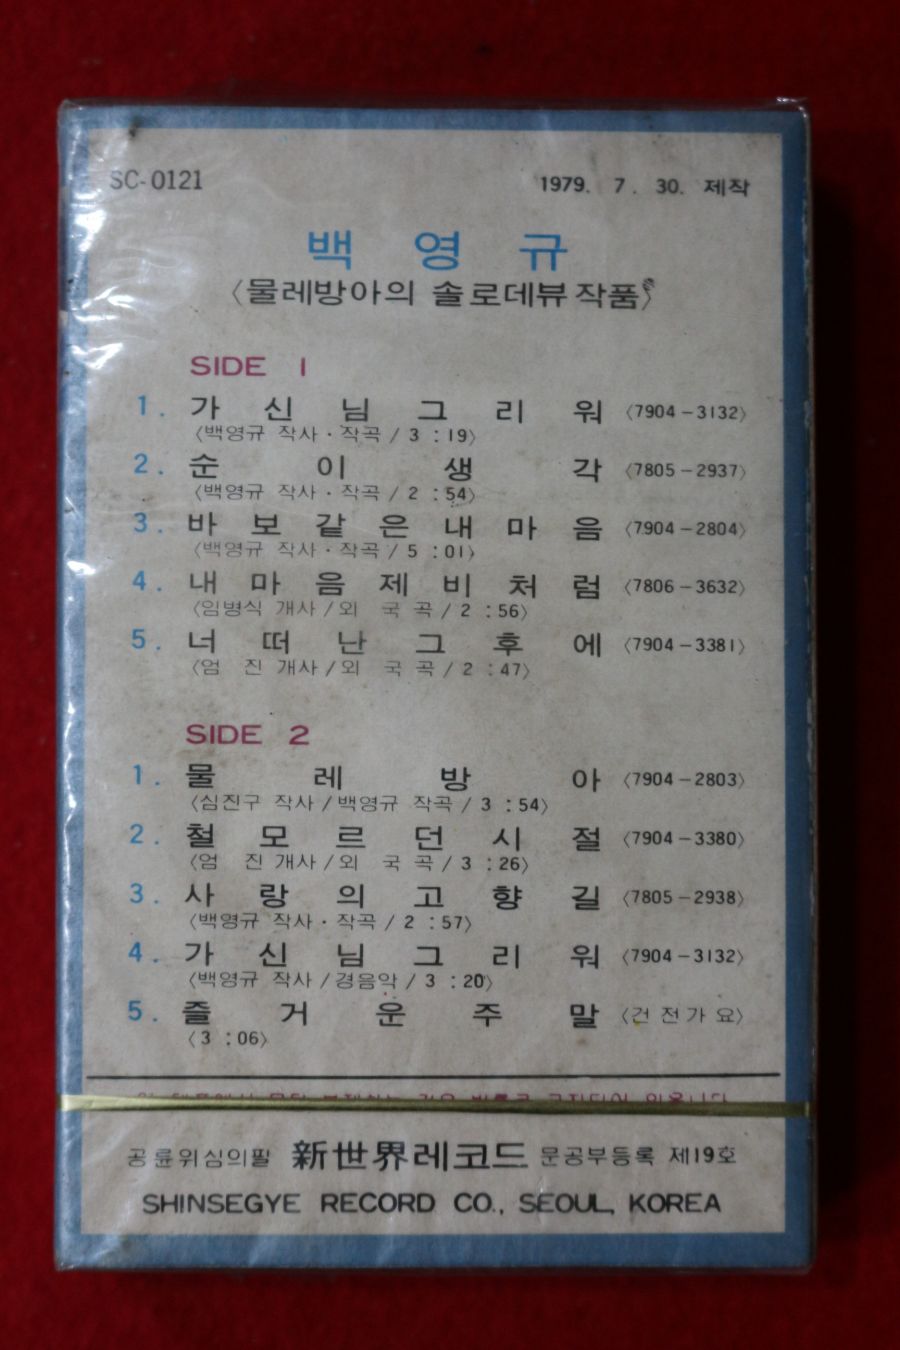 SC-0121
1979. 7. 30. 제작
백 영 규
〈물레방아의 솔로데뷰작품〉
SIDE 1
1. 가 신 님 그 리 워 〈7904-3132〉
〈백영규 작사·작곡/3:19〉
2. 순 이 생 각 〈7805-2937〉
〈백영규 작사·작곡/2:54〉
3. 바 보 같 은 내 마 음 〈7904-2804〉
〈백영규 작사·작곡/5:01〉
4. 내 마 음 제 비 처 럼 〈7806-3632〉
〈임병식 개사/외 국 곡/2:56〉
5. 너 떠 난 그 후 에 〈7904-3381〉
〈엄 진 개사/외 국 곡/2:47〉
SIDE 2
1. 물 레 방 아 〈7904-2803〉
〈심진구 작사/백영규 작곡/3:54〉
2. 철 모 르 던 시 절 〈7904-3380〉
〈엄 진 개사/외 국 곡/3:26〉
3. 사 랑 의 고 향 길 〈7805-2938〉
〈백영규 작사·작곡/2:57〉
4. 가 신 님 그 리 워 〈7904-3132〉
〈백영규 작사/경음악/3:20〉
5. 즐 거 운 주 말 〈건전가요〉
〈3:06〉
공륜위심의필 新世界레코드 문공부등록 제19호
SHINSEGYE RECORD CO., SEOUL, KOREA